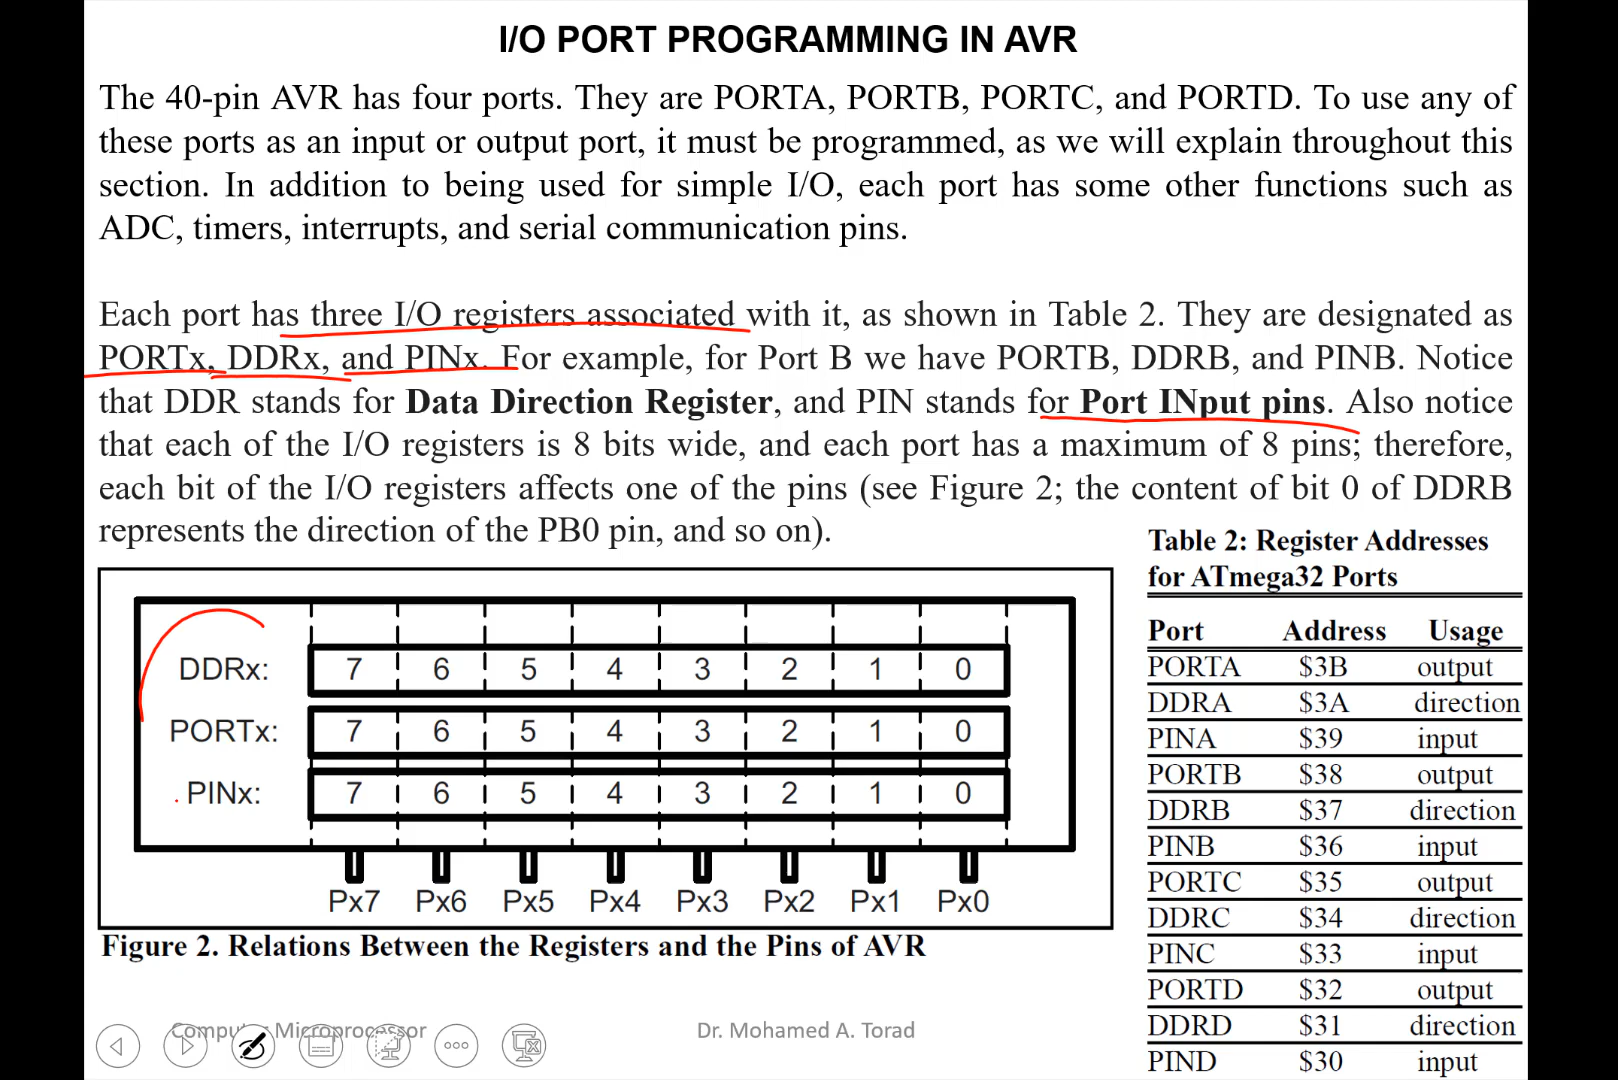 I/O PORT PROGRAMMING IN AVR
The 40-pin AVR has four ports. They are PORTA, PORTB, PORTC, and PORTD. To use any of
these ports as an input or output port, it must be programmed, as we will explain throughout this
section. In addition to being used for simple I/O, each port has some other functions such as
ADC, timers, interrupts, and serial communication pins.
Each port has three I/O registers associated with it, as shown in Table 2. They are designated as
PORTx, DDRx, and PINx. For example, for Port B we have PORTB, DDRB, and PINB. Notice
that DDR stands for Data Direction Register, and PIN stands for Port INput pins. Also notice
that each of the I/O registers is 8 bits wide, and each port has a maximum of 8 pins; therefore,
each bit of the I/O registers affects one of the pins (see Figure 2; the content of bit 0 of DDRB
represents the direction of the PB0 pin, and so on).
DDRx: 7 6 5 4 3 2 1 0
PORTx: 7 6 5 4 3 2 1 0
PINx: 7 6 5 4 3 2 1 0
Px7 Px6 Px5 Px4 Px3 Px2 Px1 Px0
Figure 2. Relations Between the Registers and the Pins of AVR
Table 2: Register Addresses
for ATmega32 Ports
Port Address Usage
PORTA $3B output
DDRA $3A direction
PINA $39 input
PORTB $38 output
DDRB $37 direction
PINB $36 input
PORTC $35 output
DDRC $34 direction
PINC $33 input
PORTD $32 output
DDRD $31 direction
PIND $30 input
Computer Microprocessor
Dr. Mohamed A. Torad